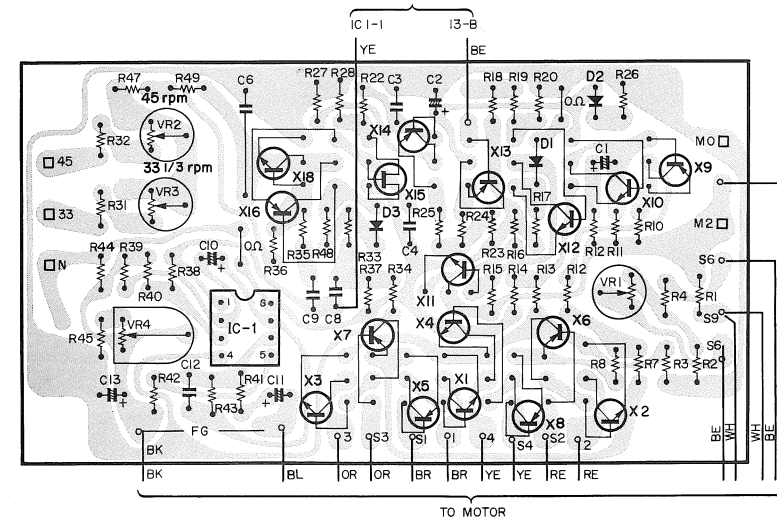 IC1-1 13-B
YE BE
R47 R49 C6 R27 R28 R22 C3 C2 R18 R19 R20 D2 R26
45 rpm 0Ω
VR2 X14 C1
R32 X13 D1 M0
45 33 1/3 rpm X18 X9
VR3 X15 X10
R31 X16 D3 R25 R17
33 R24 X12 M2
N R44 R39 C10 0Ω R35 R48 C4 R23 R16 R12 R11 R10
R38 R36 R33 S6
R40 R37 R34 X11 R15 R14 R13 R12 VR1 R4 R1
1 6
R45 VR4 IC-1 C9 C8 X7 X4 X6 S9
4 5 S6
C13 R42 C12 R41 C11 X3 X5 X1 R8 R7 R3 R2
R43 X8 X2
FG 3 S3 S1 1 4 S4 S2 2
BK BE WH WH BE
BK BL OR OR BR BR YE YE RE RE
TO MOTOR